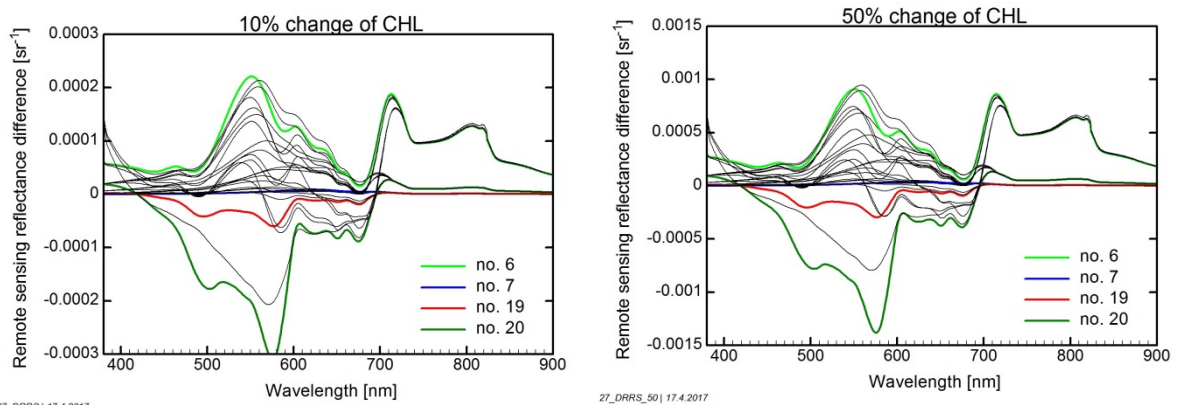 10% change of CHL
Remote sensing reflectance difference [sr-1]
0.0003
0.0002
0.0001
0
-0.0001
-0.0002
-0.0003
no. 6
no. 7
no. 19
no. 20
400 500 600 700 800 900
Wavelength [nm]
27_DRRS | 17.4.2017
50% change of CHL
Remote sensing reflectance difference [sr-1]
0.0015
0.001
0.0005
0
-0.0005
-0.001
-0.0015
no. 6
no. 7
no. 19
no. 20
400 500 600 700 800 900
Wavelength [nm]
27_DRRS_50 | 17.4.2017